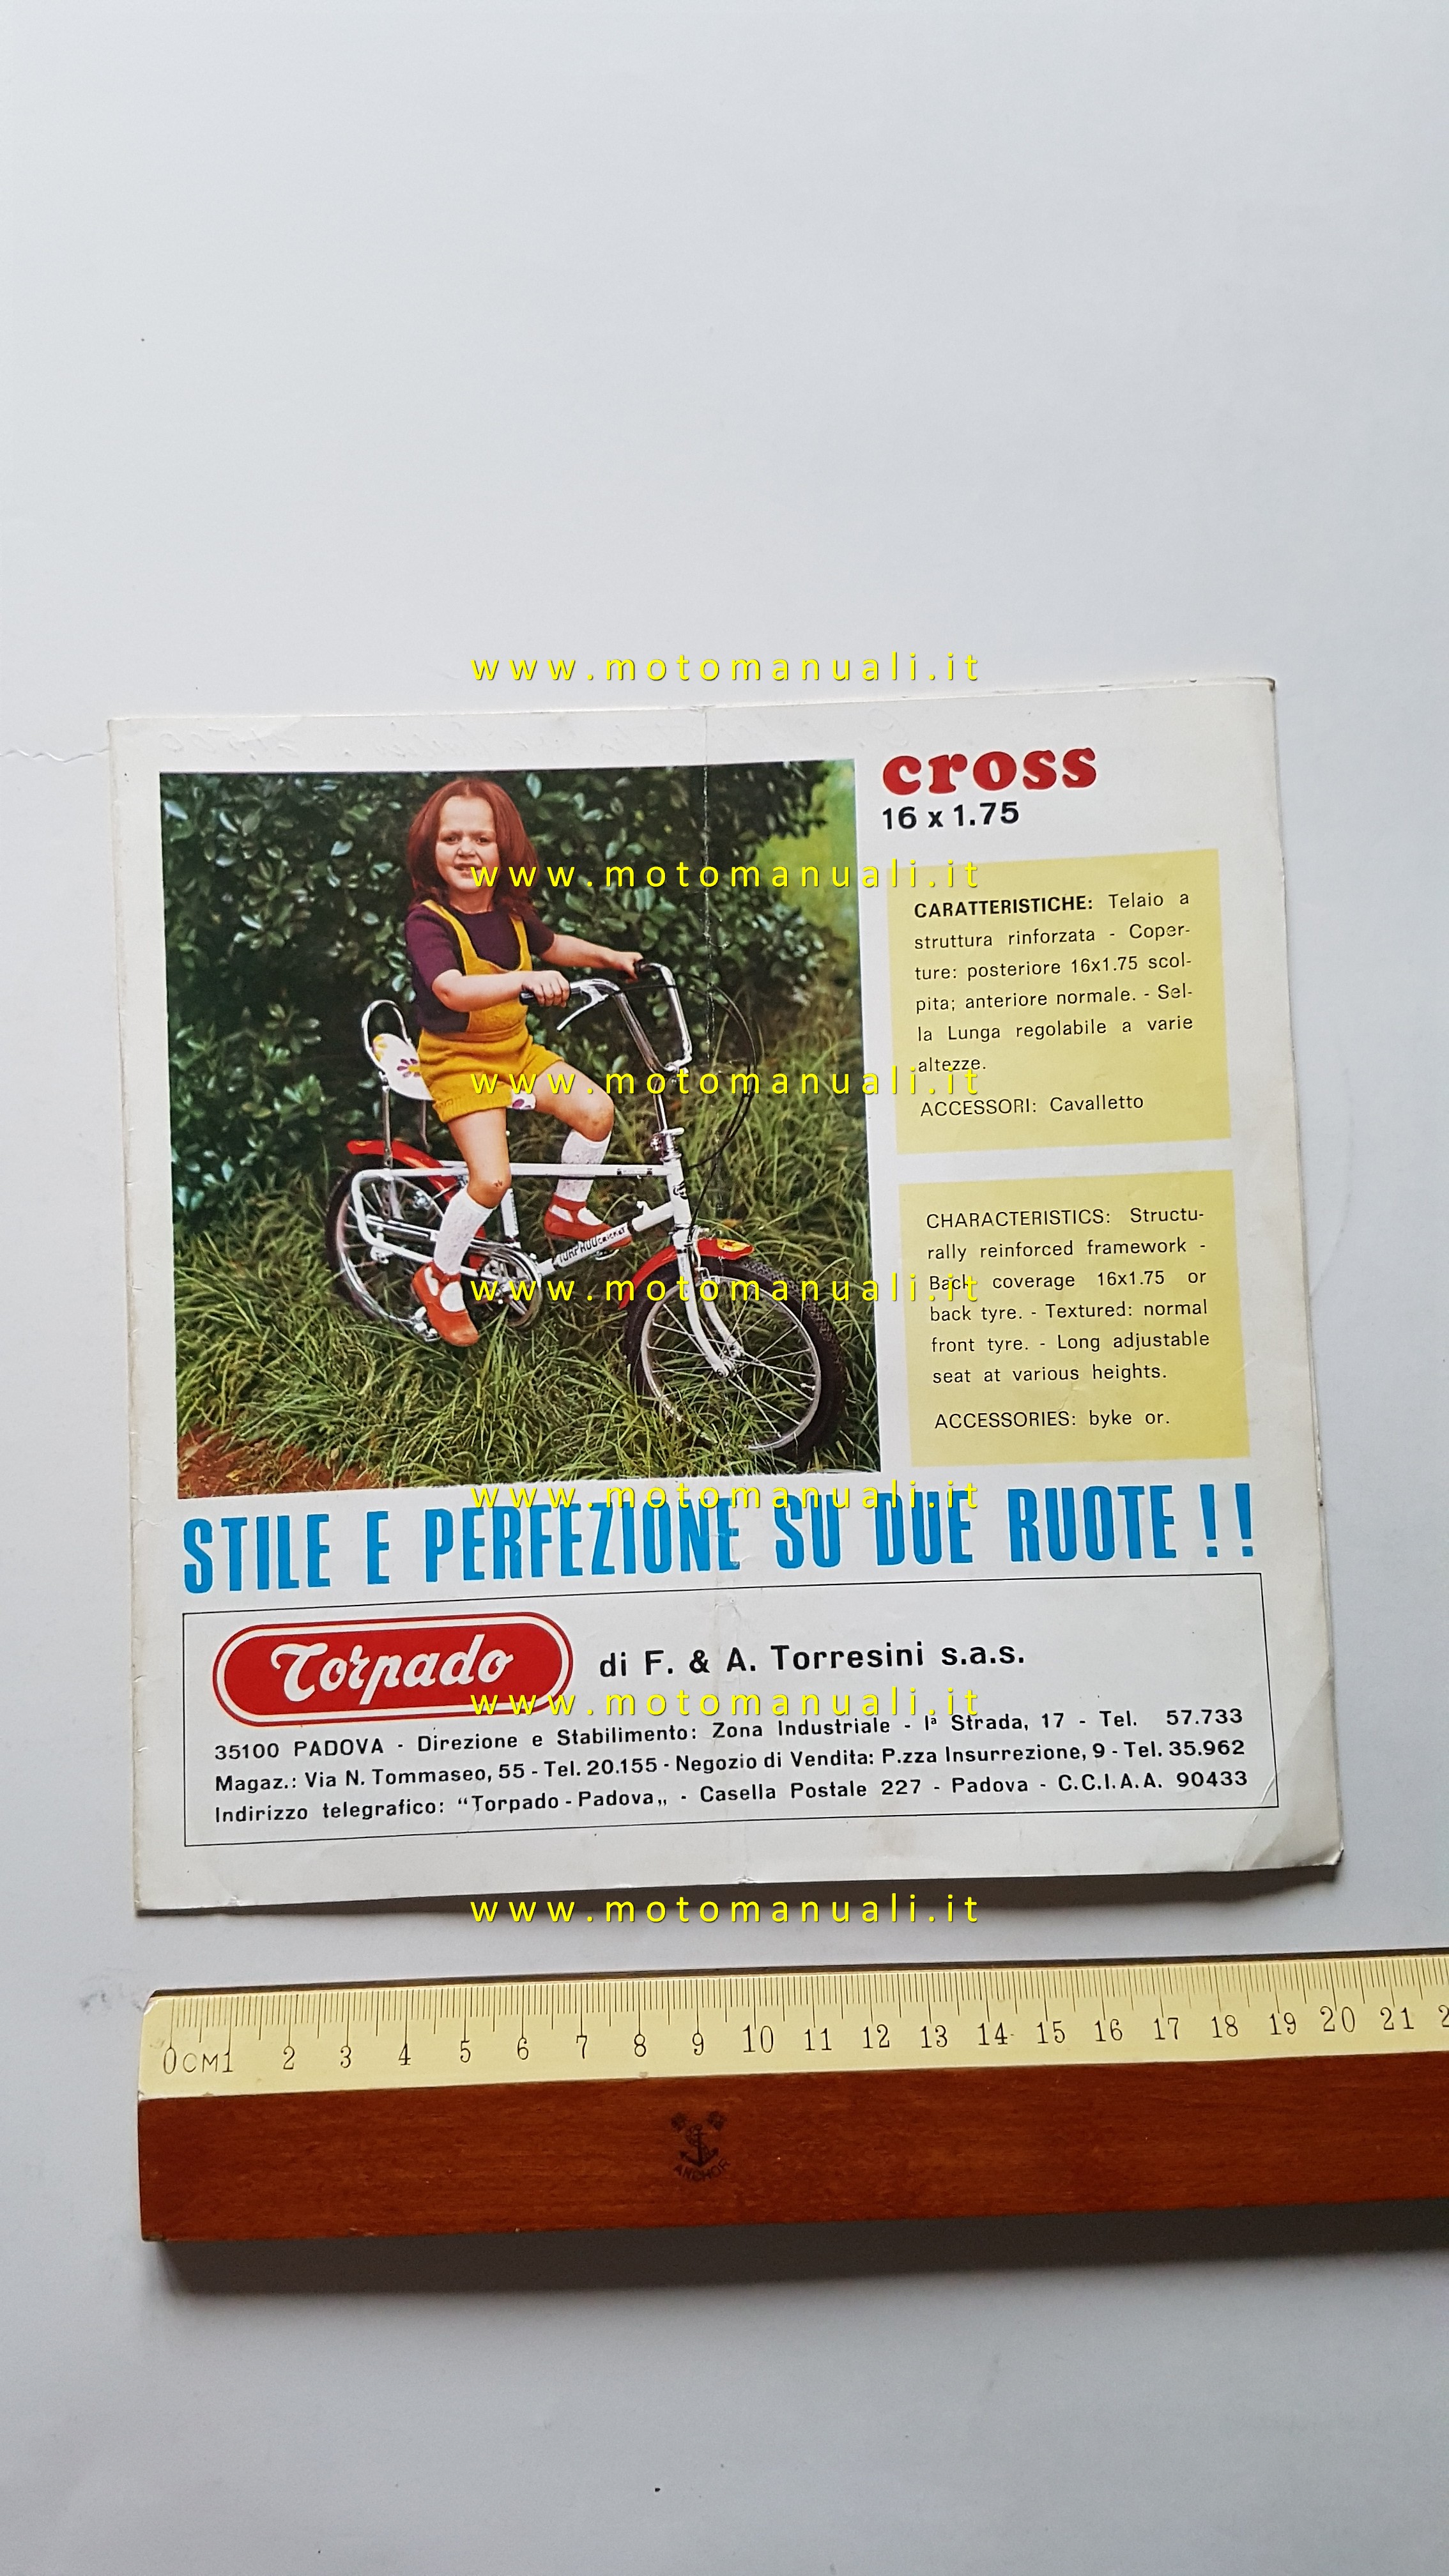 www.motomanuali.it
cross
16 x 1.75
www.motomanuali.it
CARATTERISTICHE: Telaio a
struttura rinforzata - Coper-
ture: posteriore 16x1.75 scol-
pita; anteriore normale. - Sel-
la Lunga regolabile a varie
altezze.
www.motomanuali.it
ACCESSORI: Cavalletto
CHARACTERISTICS: Structu-
rally reinforced framework -
Back coverage 16x1.75 or
back tyre. - Textured: normal
front tyre. - Long adjustable
seat at various heights.
ACCESSORIES: byke or.
TORPADO
www.motomanuali.it
www.motomanuali.it
STILE E PERFEZIONE SU DUE RUOTE !!
Torpado di F. & A. Torresini s.a.s.
www.motomanuali.it
35100 PADOVA - Direzione e Stabilimento: Zona Industriale - Iª Strada, 17 - Tel. 57.733
Magaz.: Via N. Tommaseo, 55 - Tel. 20.155 - Negozio di Vendita: P.zza Insurrezione, 9 - Tel. 35.962
Indirizzo telegrafico: “Torpado - Padova„ - Casella Postale 227 - Padova - C.C.I.A.A. 90433
www.motomanuali.it
0CM1 2 3 4 5 6 7 8 9 10 11 12 13 14 15 16 17 18 19 20 21 2
ANCHOR